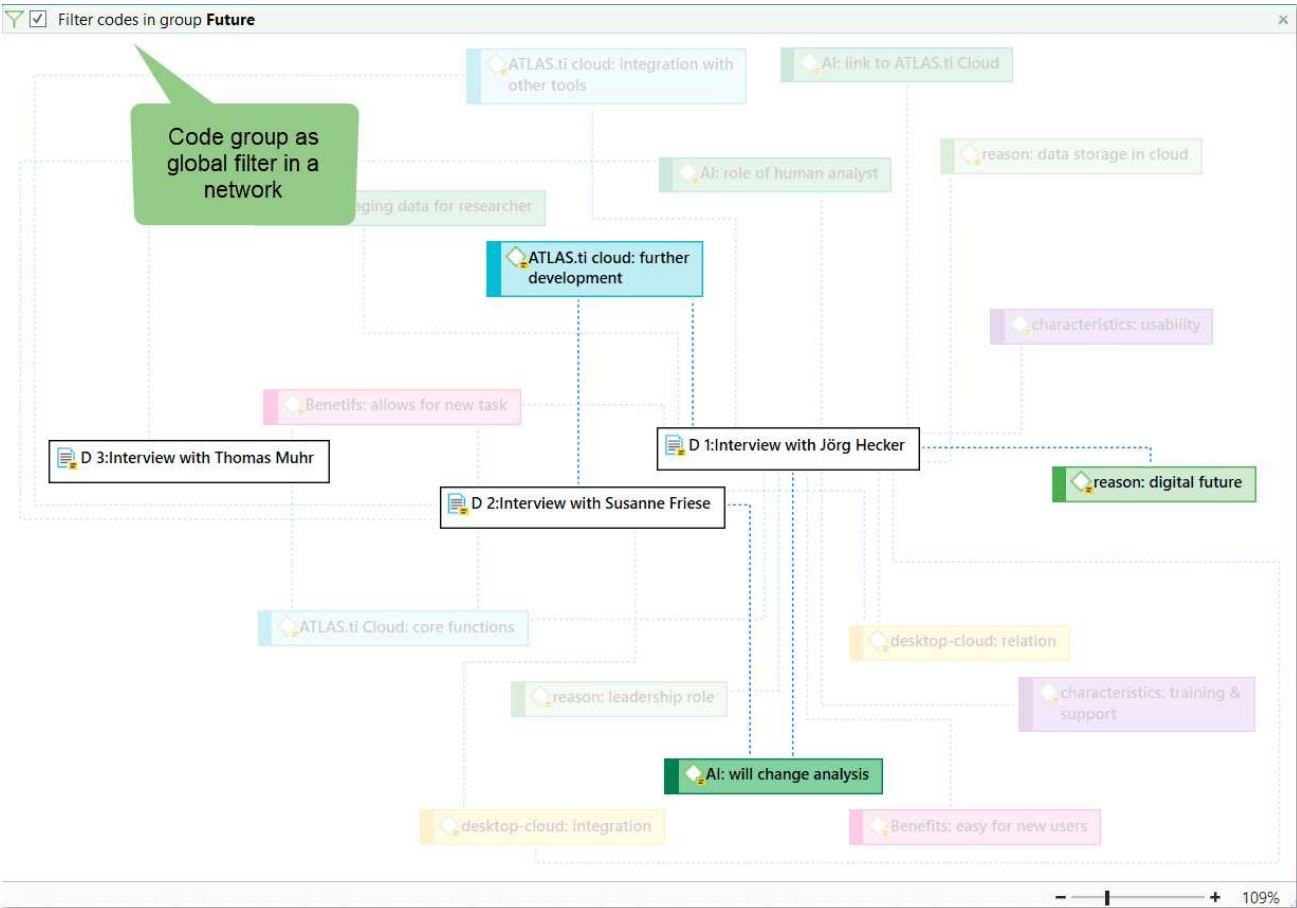 Filter codes in group Future
ATLAS.ti cloud: integration with
other tools
AI: link to ATLAS.ti Cloud
Code group as
global filter in a
network
reason: data storage in cloud
AI: role of human analyst
data for researcher
ATLAS.ti cloud: further
development
characteristics: usability
Benetifs: allows for new task
D 1:Interview with Jörg Hecker
D 3:Interview with Thomas Muhr
reason: digital future
D 2:Interview with Susanne Friese
ATLAS.ti Cloud: core functions
desktop-cloud: relation
reason: leadership role
characteristics: training &
support
AI: will change analysis
desktop-cloud: integration
Benefits: easy for new users
109%